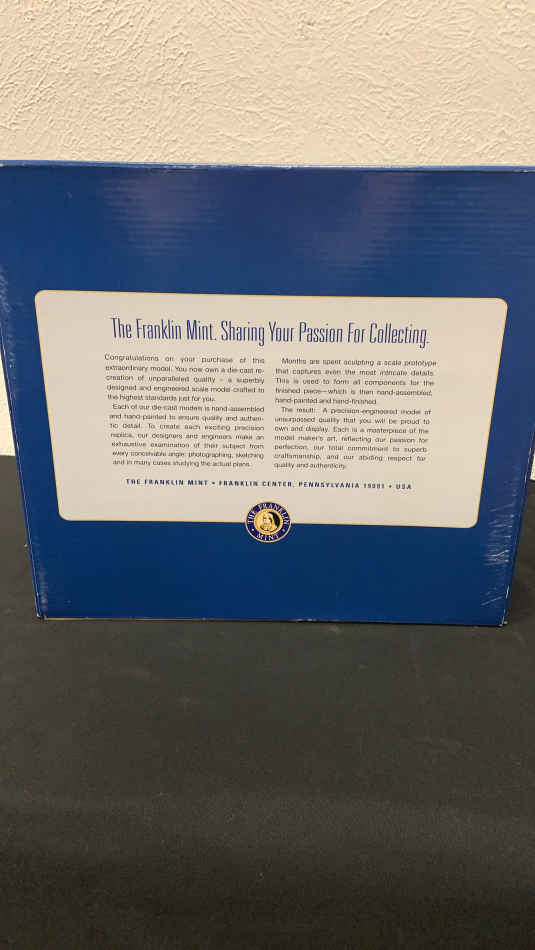 The Franklin Mint. Sharing Your Passion For Collecting.
Congratulations on your purchase of this
extraordinary model. You now own a die-cast re-
creation of unparalleled quality – a superbly
designed and engineered scale model crafted to
the highest standards just for you.
Each of our die-cast models is hand-assembled
and hand-painted to ensure quality and authen-
tic detail. To create each exciting precision
replica, our designers and engineers make an
exhaustive examination of their subject from
every conceivable angle: photographing, sketching
and in many cases studying the actual plans.
Months are spent sculpting a scale prototype
that captures even the most intricate details.
This is used to form all components for the
finished piece—which is then hand-assembled,
hand-painted and hand-finished.
The result: A precision-engineered model of
unsurpassed quality that you will be proud to
own and display. Each is a masterpiece of the
model maker's art, reflecting our passion for
perfection, our total commitment to superb
craftsmanship, and our abiding respect for
quality and authenticity.
THE FRANKLIN MINT • FRANKLIN CENTER, PENNSYLVANIA 19091 • USA
THE FRANKLIN
• MINT •